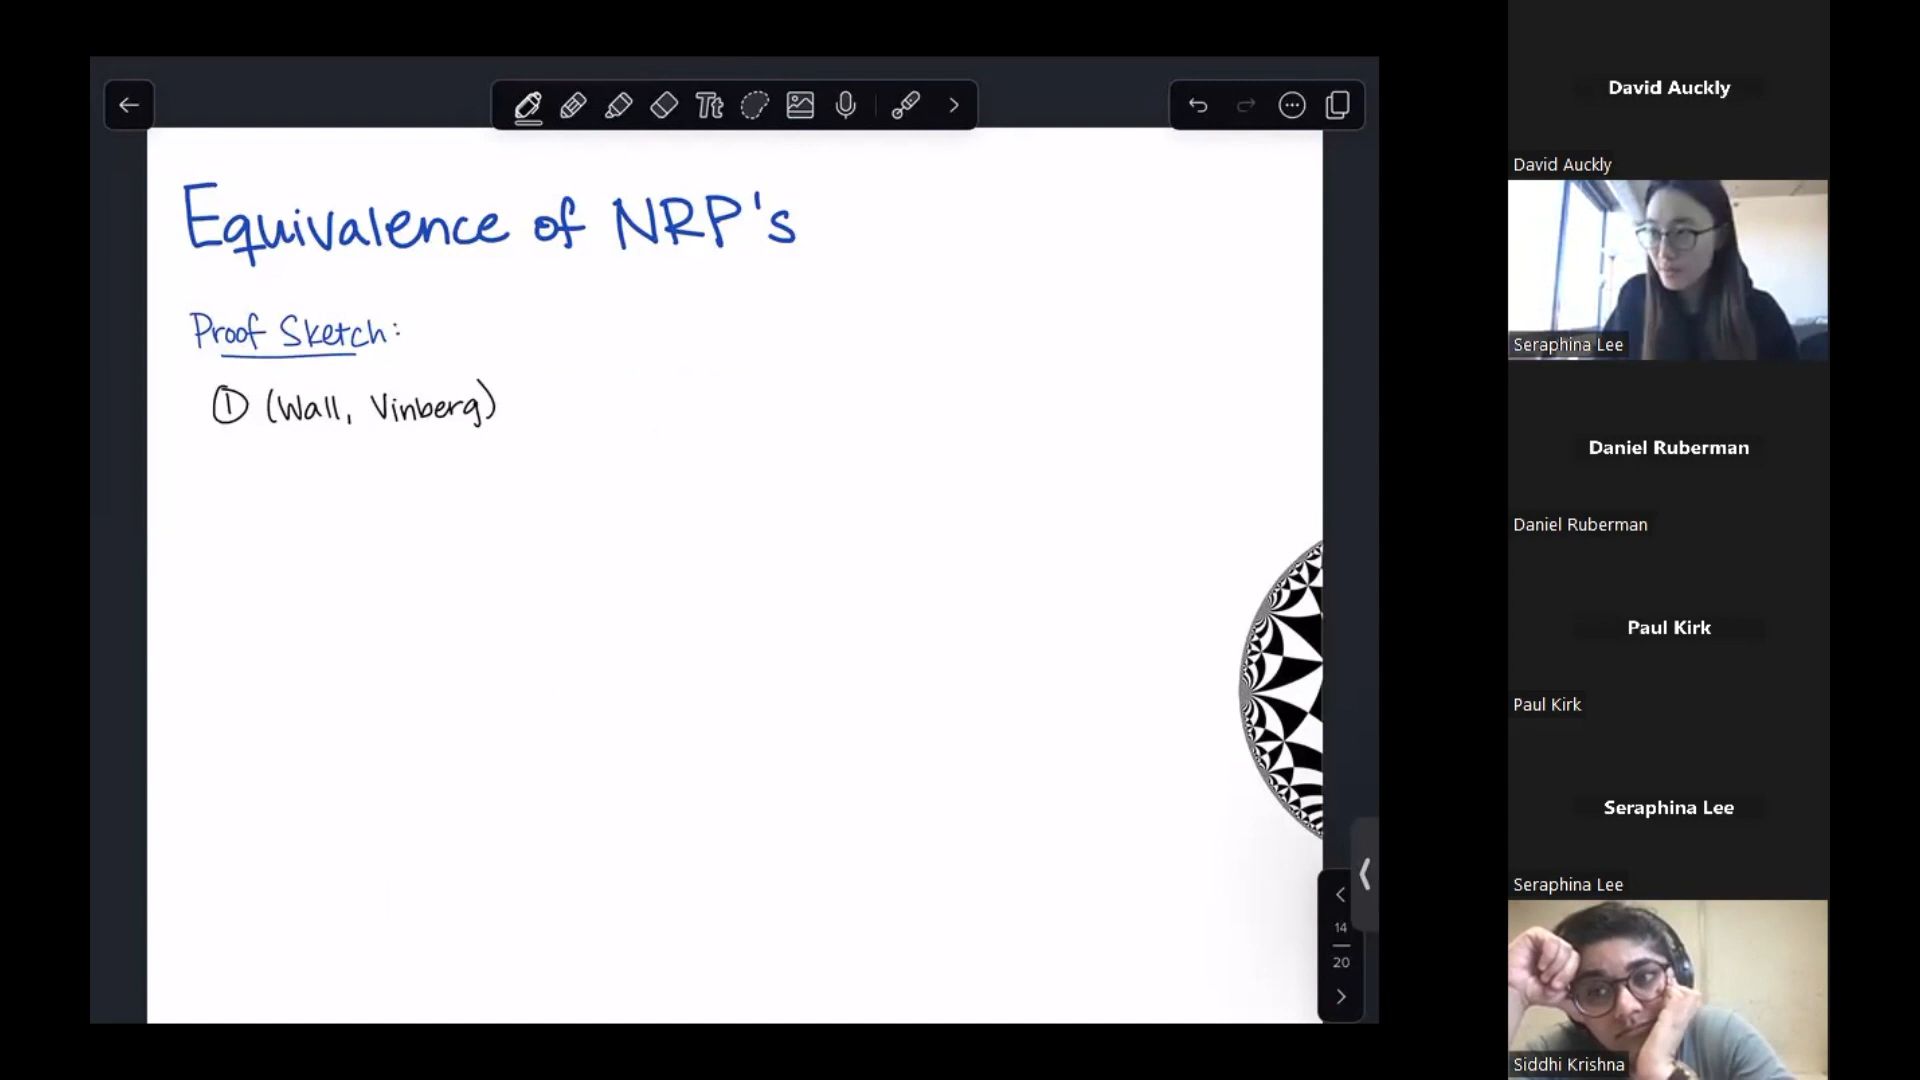 Tt
Equivalence of NRP's
Proof Sketch:
① (Wall, Vinberg)
14
20
David Auckly
David Auckly
Seraphina Lee
Daniel Ruberman
Daniel Ruberman
Paul Kirk
Paul Kirk
Seraphina Lee
Seraphina Lee
Siddhi Krishna